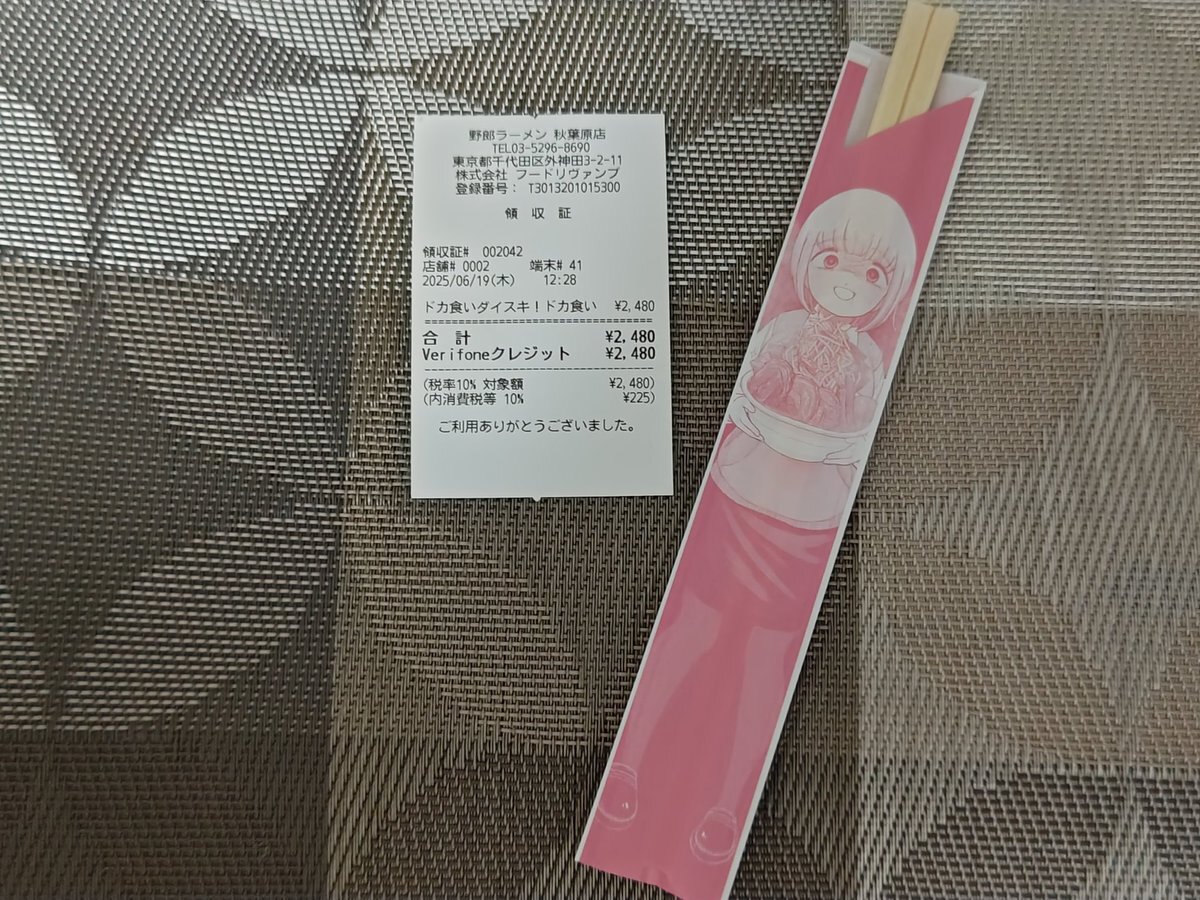 野郎ラーメン 秋葉原店
TEL03-5296-8690
東京都千代田区外神田3-2-11
株式会社 フードリヴァンプ
登録番号: T3013201015300
領 収 証
領収証# 002042
店舗# 0002 端末# 41
2025/06/19(木) 12:28
ドカ食いダイスキ!ドカ食い ¥2,480
================================
合 計 ¥2,480
Verifoneクレジット ¥2,480
--------------------------------
(税率10% 対象額 ¥2,480)
(内消費税等 10% ¥225)
ご利用ありがとうございました。